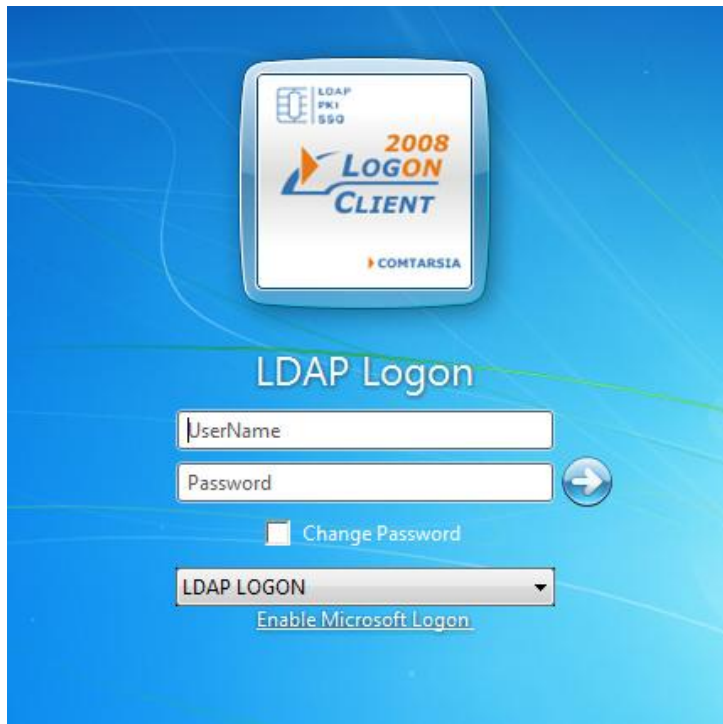 LDAP
PKI
SSO
2008
LOGON
CLIENT
COMTARSIA
LDAP Logon
UserName
Password
Change Password
LDAP LOGON
Enable Microsoft Logon